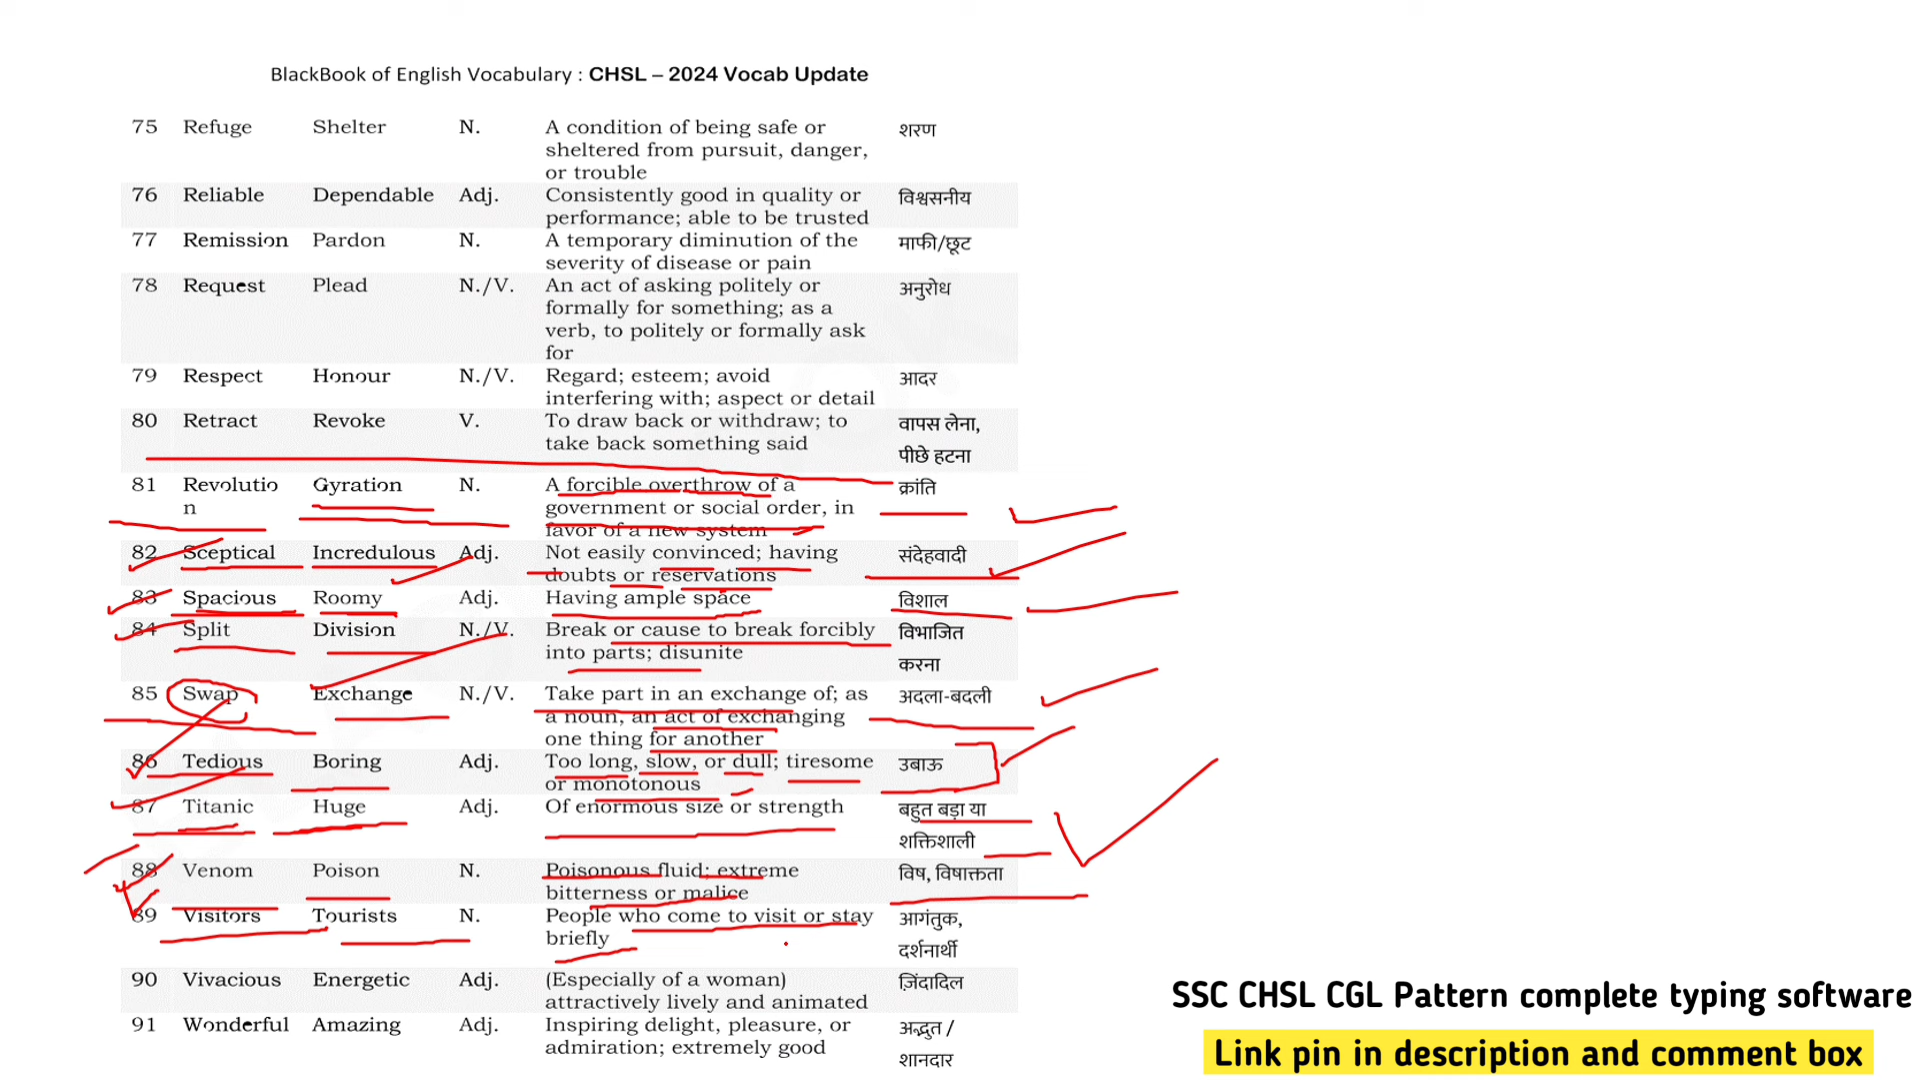 BlackBook of English Vocabulary : CHSL – 2024 Vocab Update
75 Refuge Shelter N. A condition of being safe or शरण
sheltered from pursuit, danger,
or trouble
76 Reliable Dependable Adj. Consistently good in quality or विश्वसनीय
performance; able to be trusted
77 Remission Pardon N. A temporary diminution of the माफी/छूट
severity of disease or pain
78 Request Plead N./V. An act of asking politely or अनुरोध
formally for something; as a
verb, to politely or formally ask
for
79 Respect Honour N./V. Regard; esteem; avoid आदर
interfering with; aspect or detail
80 Retract Revoke V. To draw back or withdraw; to वापस लेना,
take back something said
पीछे हटना
81 Revolutio Gyration N. A forcible overthrow of a क्रांति
n government or social order, in
favor of a new system
82 Sceptical Incredulous Adj. Not easily convinced; having संदेहवादी
doubts or reservations
83 Spacious Roomy Adj. Having ample space विशाल
84 Split Division N./V. Break or cause to break forcibly विभाजित
into parts; disunite करना
85 Swap Exchange N./V. Take part in an exchange of; as अदला-बदली
a noun, an act of exchanging
one thing for another
86 Tedious Boring Adj. Too long, slow, or dull; tiresome उबाऊ
or monotonous
87 Titanic Huge Adj. Of enormous size or strength बहुत बड़ा या
शक्तिशाली
88 Venom Poison N. Poisonous fluid; extreme विष, विषाक्तता
bitterness or malice
89 Visitors Tourists N. People who come to visit or stay आगंतुक,
briefly दर्शनार्थी
90 Vivacious Energetic Adj. (Especially of a woman) ज़िंदादिल
attractively lively and animated
91 Wonderful Amazing Adj. Inspiring delight, pleasure, or अद्भुत /
admiration; extremely good शानदार
SSC CHSL CGL Pattern complete typing software
Link pin in description and comment box